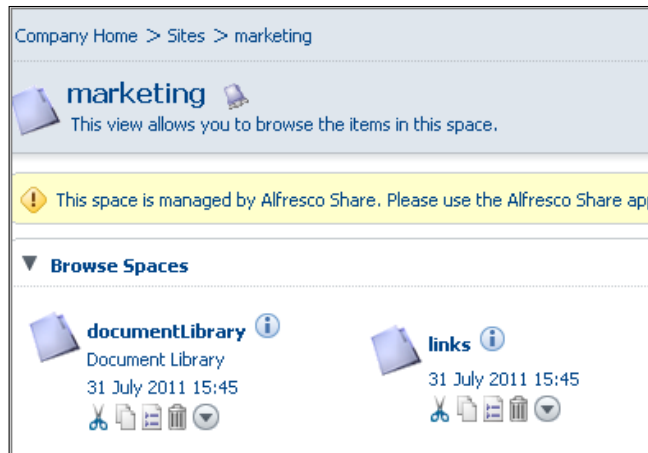 Company Home > Sites > marketing
marketing
This view allows you to browse the items in this space.
This space is managed by Alfresco Share. Please use the Alfresco Share
Browse Spaces
documentLibrary
Document Library
31 July 2011 15:45
links
31 July 2011 15:45